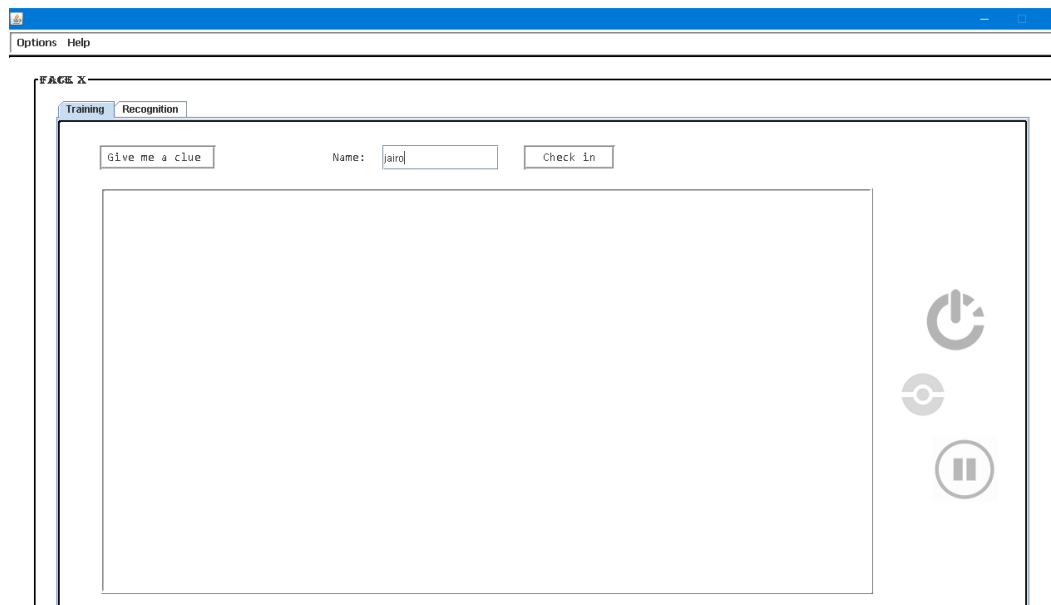 Options Help
FACE X
Training Recognition
Give me a clue Name: jairo Check in